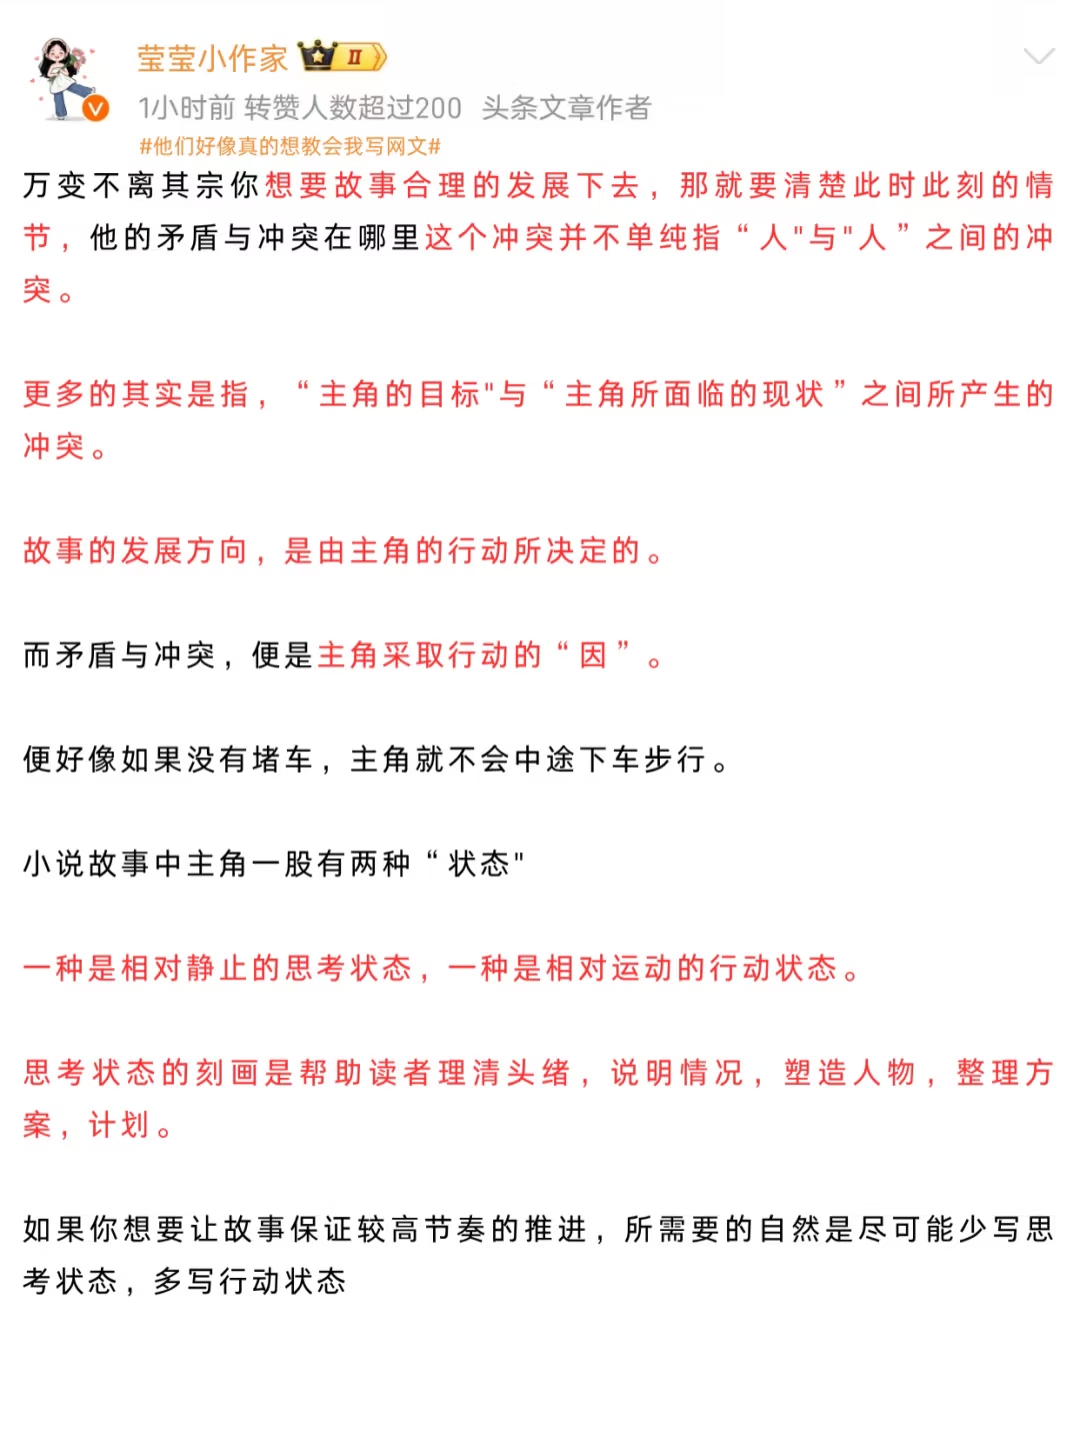 莹莹小作家 II
1小时前 转赞人数超过200 头条文章作者
#他们好像真的想教会我写网文#
万变不离其宗你想要故事合理的发展下去，那就要清楚此时此刻的情
节，他的矛盾与冲突在哪里这个冲突并不单纯指“人"与"人”之间的冲
突。
更多的其实是指，“主角的目标"与“主角所面临的现状”之间所产生的
冲突。
故事的发展方向，是由主角的行动所决定的。
而矛盾与冲突，便是主角采取行动的“因”。
便好像如果没有堵车，主角就不会中途下车步行。
小说故事中主角一股有两种“状态"
一种是相对静止的思考状态，一种是相对运动的行动状态。
思考状态的刻画是帮助读者理清头绪，说明情况，塑造人物，整理方
案，计划。
如果你想要让故事保证较高节奏的推进，所需要的自然是尽可能少写思
考状态，多写行动状态